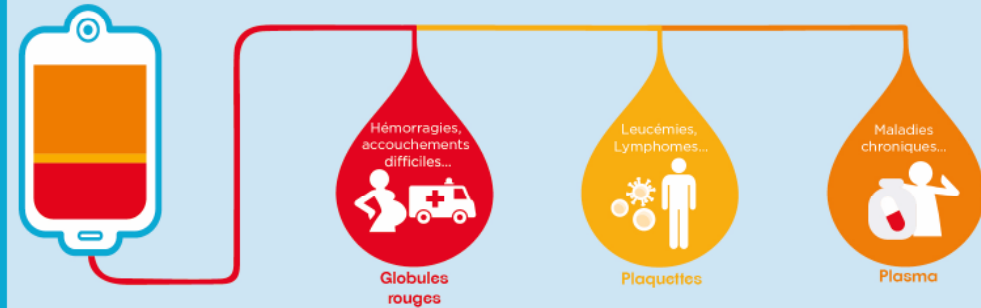 Hémorragies,
accouchements
difficiles...
Globules
rouges
Leucémies,
Lymphomes...
Plaquettes
Maladies
chroniques...
Plasma